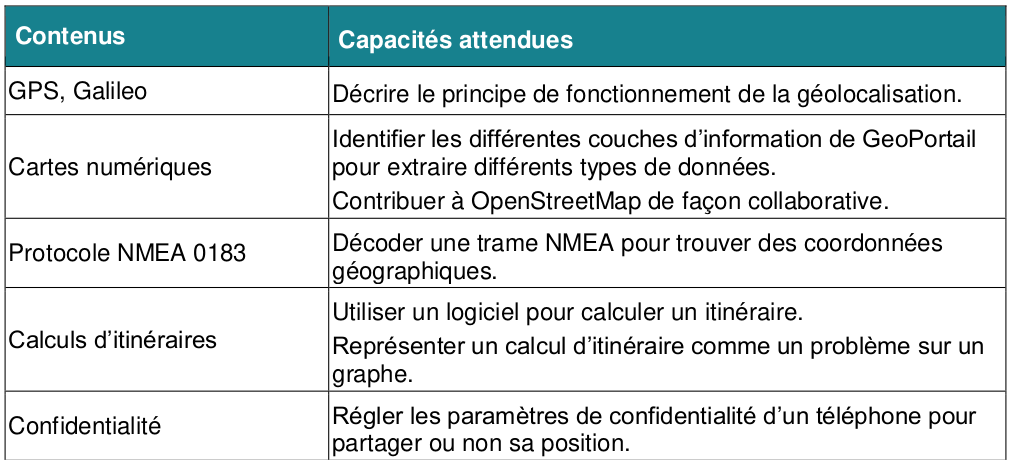 Contenus
Capacités attendues
GPS, Galileo
Décrire le principe de fonctionnement de la géolocalisation.
Cartes numériques
Identifier les différentes couches d’information de GeoPortail
pour extraire différents types de données.
Contribuer à OpenStreetMap de façon collaborative.
Protocole NMEA 0183
Décoder une trame NMEA pour trouver des coordonnées
géographiques.
Calculs d’itinéraires
Utiliser un logiciel pour calculer un itinéraire.
Représenter un calcul d’itinéraire comme un problème sur un
graphe.
Confidentialité
Régler les paramètres de confidentialité d’un téléphone pour
partager ou non sa position.